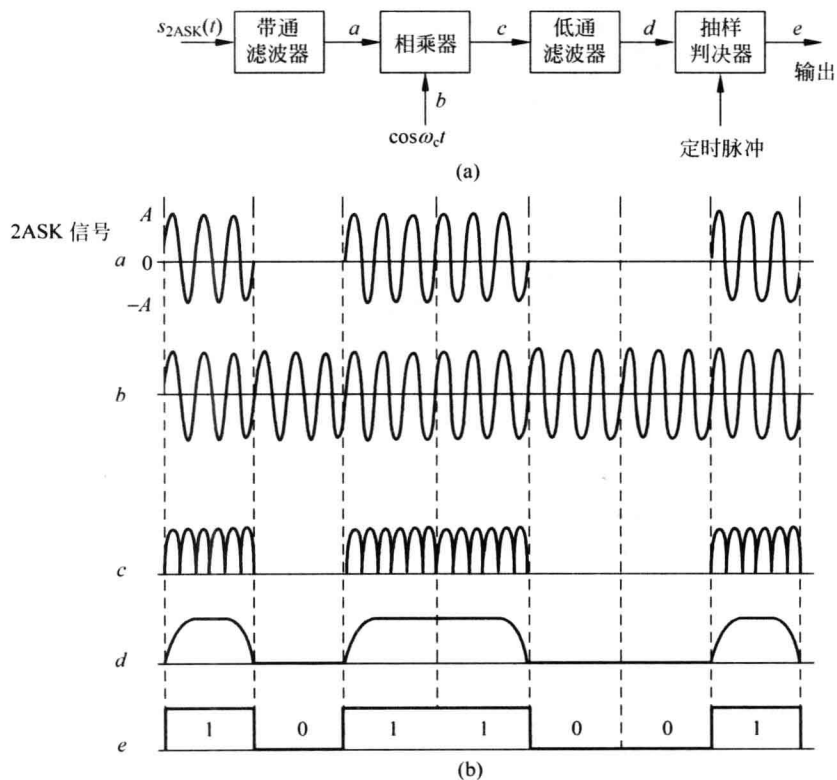 s2ASK(t)
带通
滤波器
a
相乘器
c
低通
滤波器
d
抽样
判决器
e
输出
b
cosωct
定时脉冲
(a)
2ASK 信号
A
a 0
-A
b
c
d
e 1 0 1 1 0 0 1
(b)